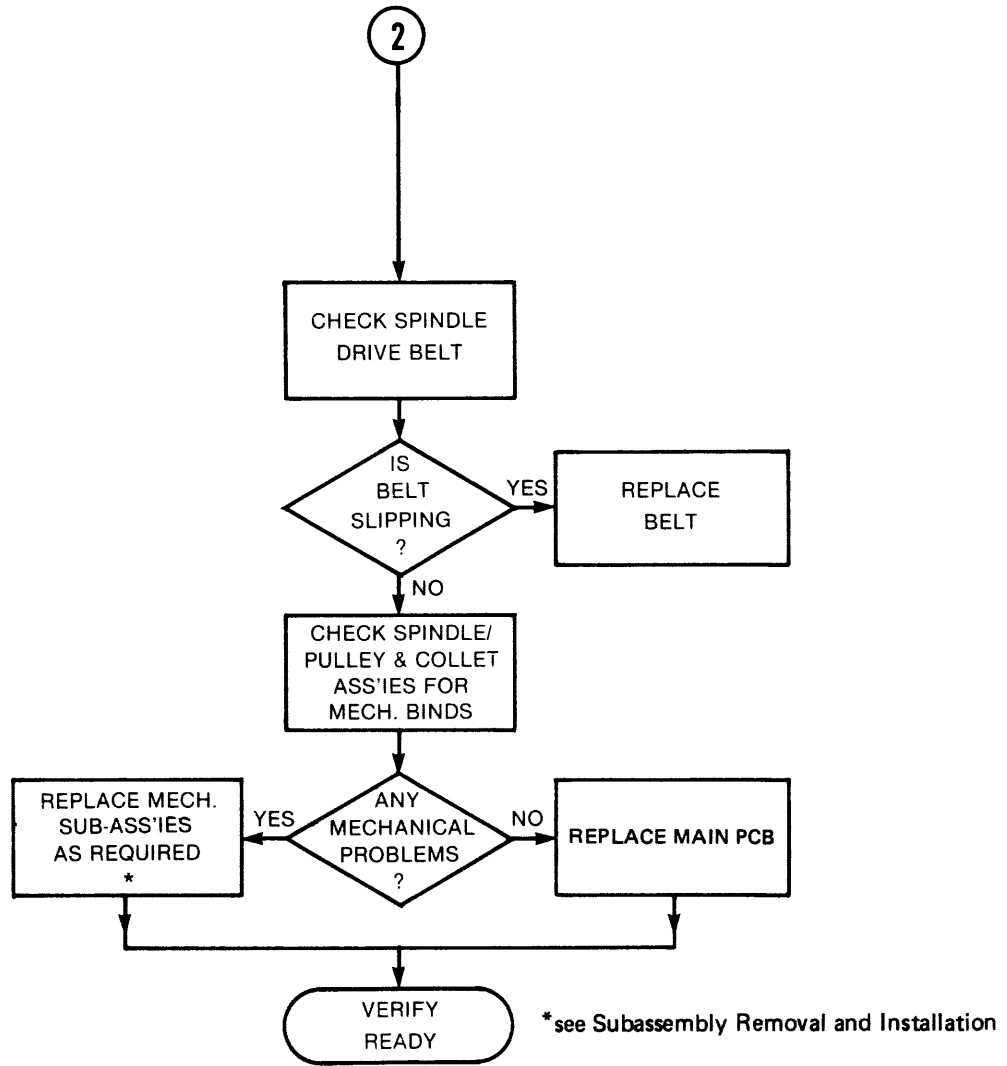 2
CHECK SPINDLE
DRIVE BELT
IS
BELT
SLIPPING
?
YES
REPLACE
BELT
NO
CHECK SPINDLE/
PULLEY & COLLET
ASS'IES FOR
MECH. BINDS
REPLACE MECH.
SUB-ASS'IES
AS REQUIRED
*
YES
ANY
MECHANICAL
PROBLEMS
?
NO
REPLACE MAIN PCB
VERIFY
READY
*see Subassembly Removal and Installation